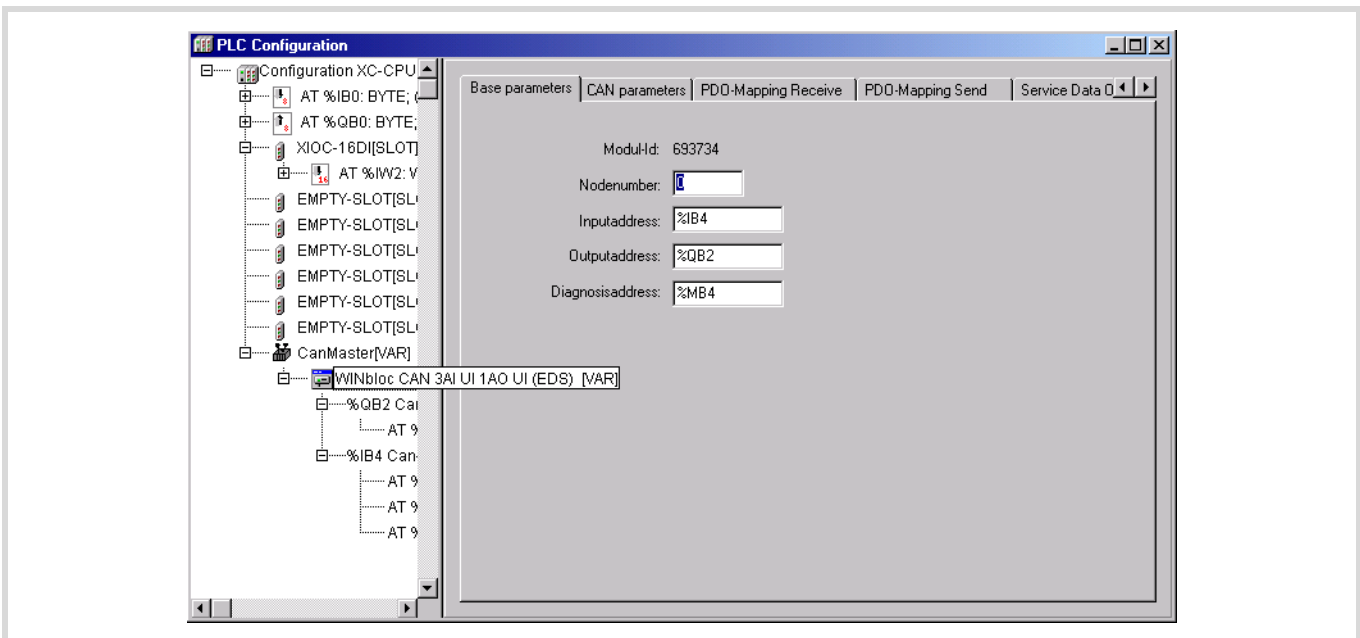 PLC Configuration
Configuration XC-CPU
AT %IB0: BYTE; (
AT %QB0: BYTE;
XIOC-16DI[SLOT]
AT %IW2: W
EMPTY-SLOT[SL
EMPTY-SLOT[SL
EMPTY-SLOT[SL
EMPTY-SLOT[SL
EMPTY-SLOT[SL
EMPTY-SLOT[SL
CanMaster[VAR]
WINbloc CAN 3AI UI 1AO UI (EDS) [VAR]
%QB2 Can
AT %
%IB4 Can-
AT %
AT %
AT %
Base parameters CAN parameters PDO-Mapping Receive PDO-Mapping Send Service Data O
Modul-Id: 693734
Nodenumber: 0
Inputaddress: %IB4
Outputaddress: %QB2
Diagnosisaddress: %MB4